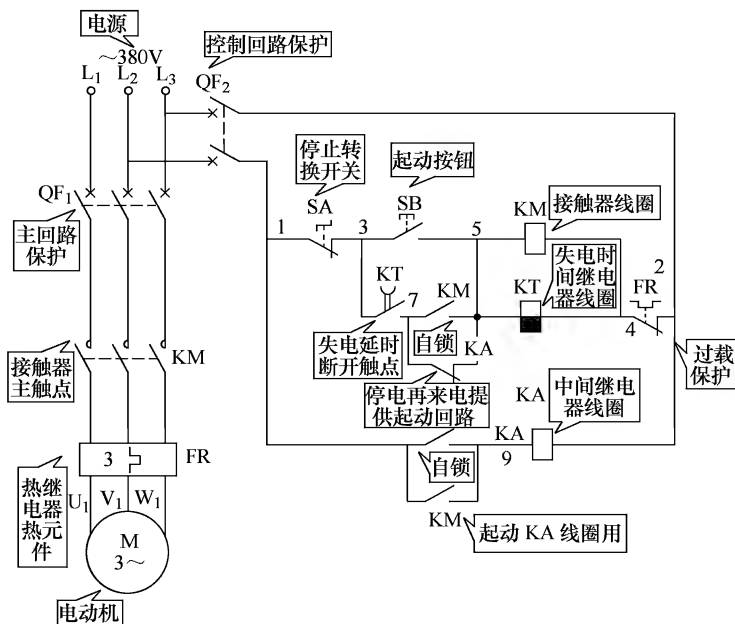 电源
～380V
L₁ L₂ L₃
控制回路保护
QF₂
停止转
换开关
SA
起动按钮
SB
QF₁
主回路
保护
1
3
5
KM
接触器线圈
KT
7
KM
KT
失电时
间继电
器线圈
2
FR
4
失电延时
断开触点
自锁
KA
过载
保护
接触器
主触点
KM
停电再来电提
供起动回路
KA
中间继电
器线圈
KA
9
自锁
3
FR
热继
电器
热元
件
U₁ V₁ W₁
KM
起动 KA 线圈用
M
3～
电动机